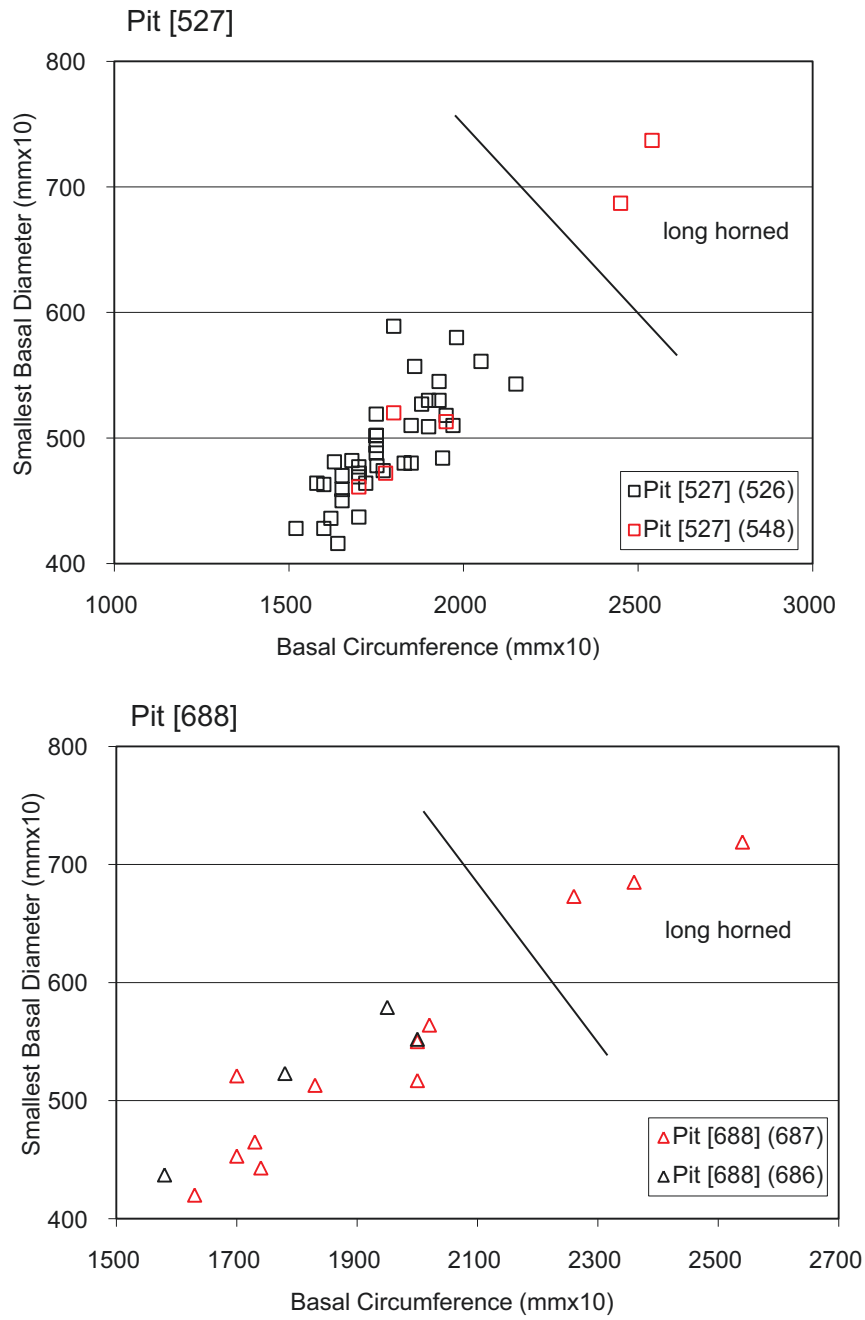 Pit [527]
800
700
600
500
400
Smallest Basal Diameter (mmx10)
long horned
Pit [527] (526)
Pit [527] (548)
1000 1500 2000 2500 3000
Basal Circumference (mmx10)
Pit [688]
800
700
600
500
400
Smallest Basal Diameter (mmx10)
long horned
Pit [688] (687)
Pit [688] (686)
1500 1700 1900 2100 2300 2500 2700
Basal Circumference (mmx10)